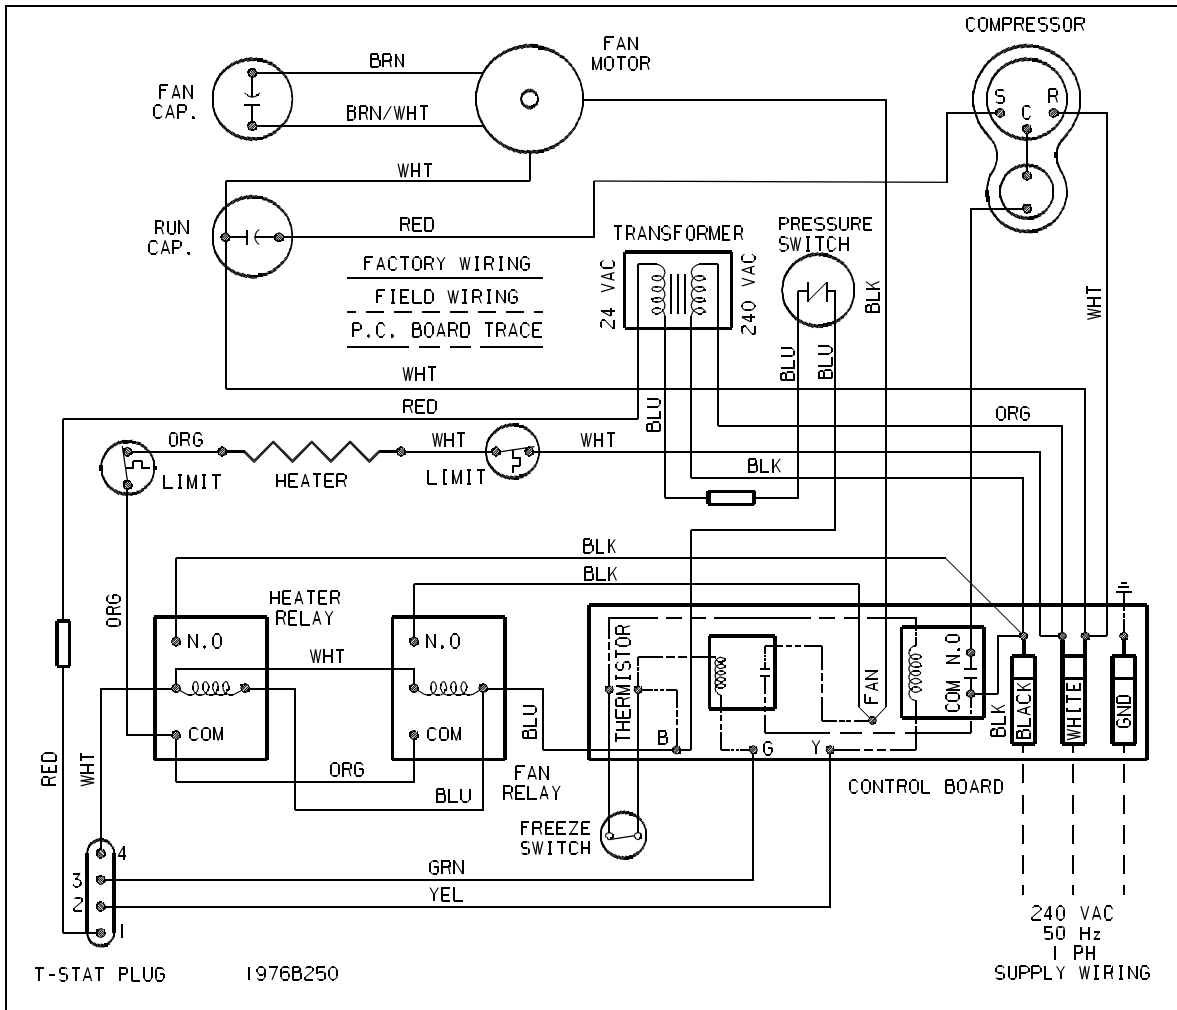 COMPRESSOR
FAN
MOTOR
BRN
FAN
CAP.
BRN/WHT
S
R
C
WHT
RUN
CAP.
RED
TRANSFORMER
PRESSURE
SWITCH
FACTORY WIRING
FIELD WIRING
P.C. BOARD TRACE
24 VAC
240 VAC
BLK
WHT
BLU
BLU
WHT
RED
BLU
ORG
ORG
WHT
WHT
LIMIT
HEATER
LIMIT
BLK
BLK
BLK
ORG
HEATER
RELAY
N.O
N.O
WHT
COM
COM
ORG
BLU
BLU
FAN
RELAY
THERMISTOR
B
G
Y
FAN
COM N.O
BLK
BLACK
WHITE
GND
CONTROL BOARD
RED
WHT
FREEZE
SWITCH
4
3
2
1
GRN
YEL
T-STAT PLUG
1976B250
240 VAC
50 Hz
1 PH
SUPPLY WIRING